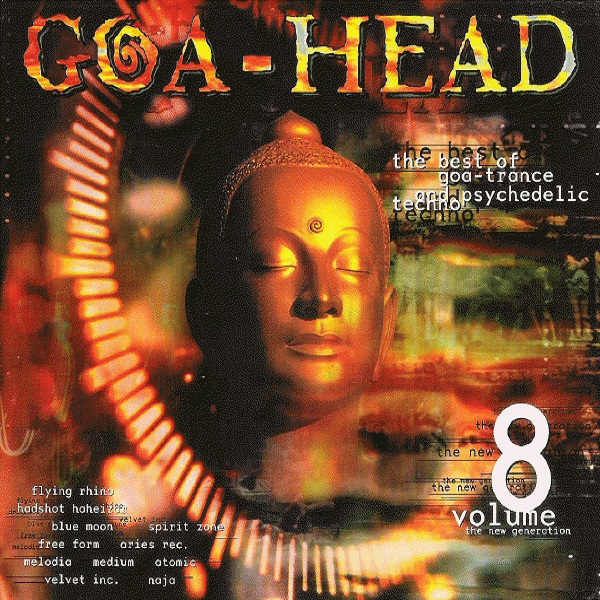 GOA-HEAD
the best of
goa-trance
and psychedelic
techno
8
volume
the new generation
flying rhino
hadshot haheizar
blue moon spirit zone
free form aries rec.
melodia medium atomic
velvet inc. naja